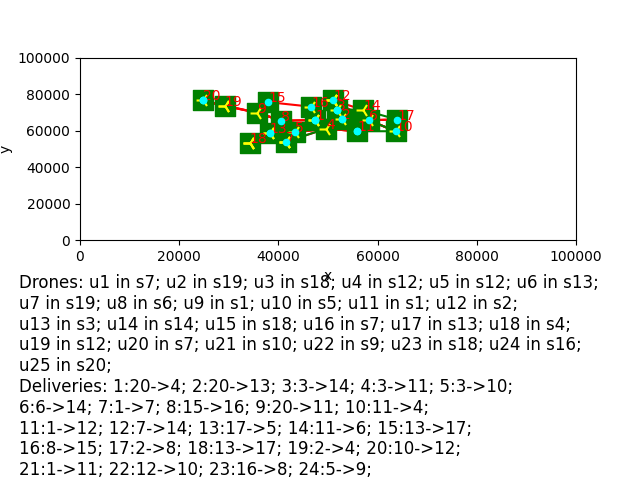 100000
80000
60000
40000
20000
0
y
0 20000 40000 60000 80000 100000
x
Drones: u1 in s7; u2 in s19; u3 in s18; u4 in s12; u5 in s12; u6 in s13;
u7 in s19; u8 in s6; u9 in s1; u10 in s5; u11 in s1; u12 in s2;
u13 in s3; u14 in s14; u15 in s18; u16 in s7; u17 in s13; u18 in s4;
u19 in s12; u20 in s7; u21 in s10; u22 in s9; u23 in s18; u24 in s16;
u25 in s20;
Deliveries: 1:20->4; 2:20->13; 3:3->14; 4:3->11; 5:3->10;
6:6->14; 7:1->7; 8:15->16; 9:20->11; 10:11->4;
11:1->12; 12:7->14; 13:17->5; 14:11->6; 15:13->17;
16:8->15; 17:2->8; 18:13->17; 19:2->4; 20:10->12;
21:1->11; 22:12->10; 23:16->8; 24:5->9;